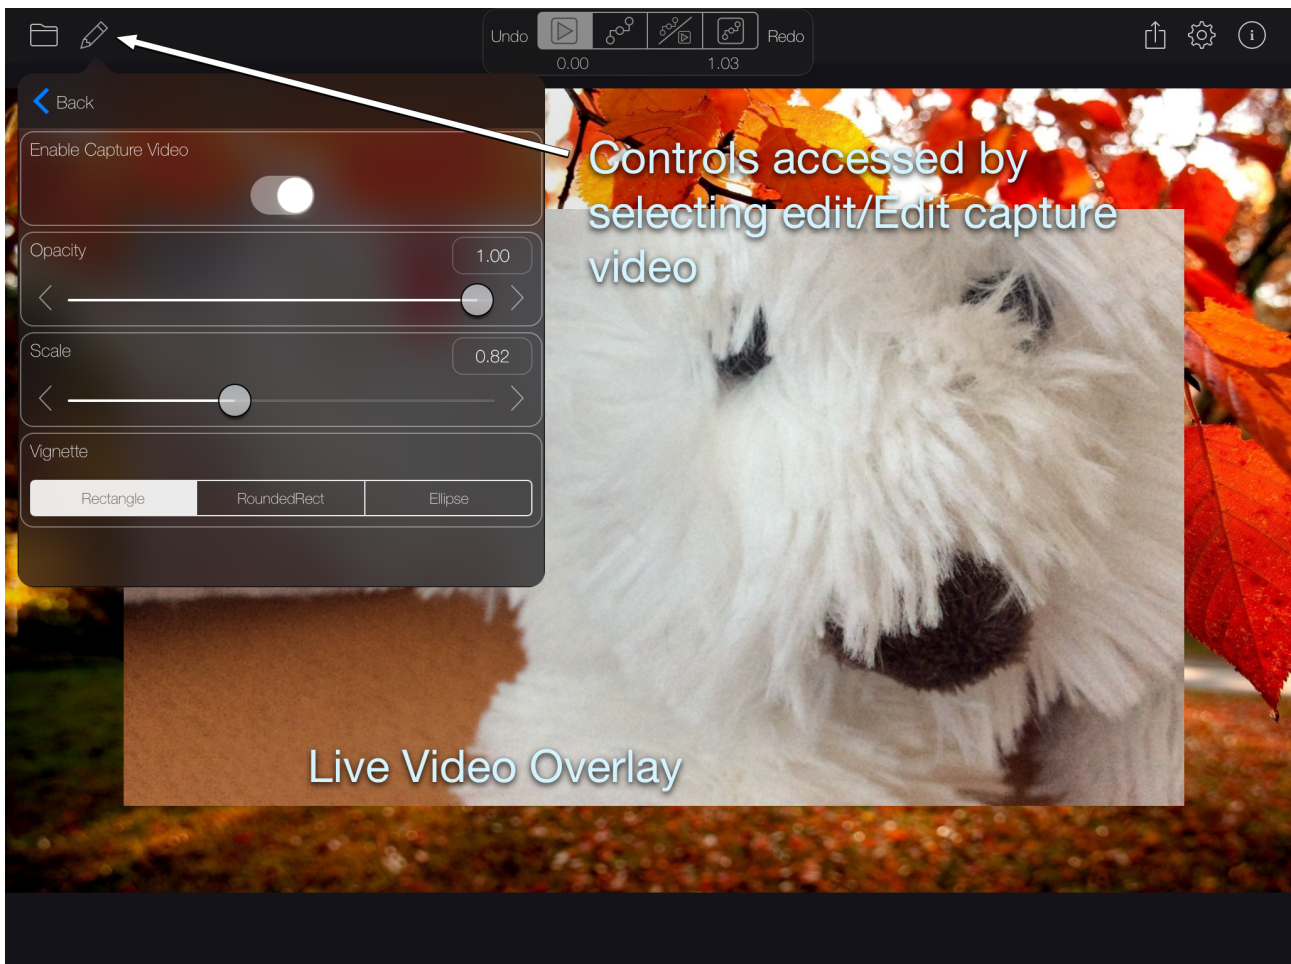 Undo
Redo
0.00
1.03
Back
Enable Capture Video
Controls accessed by
selecting edit/Edit capture
video
Opacity
1.00
Scale
0.82
Vignette
Rectangle
RoundedRect
Ellipse
Live Video Overlay